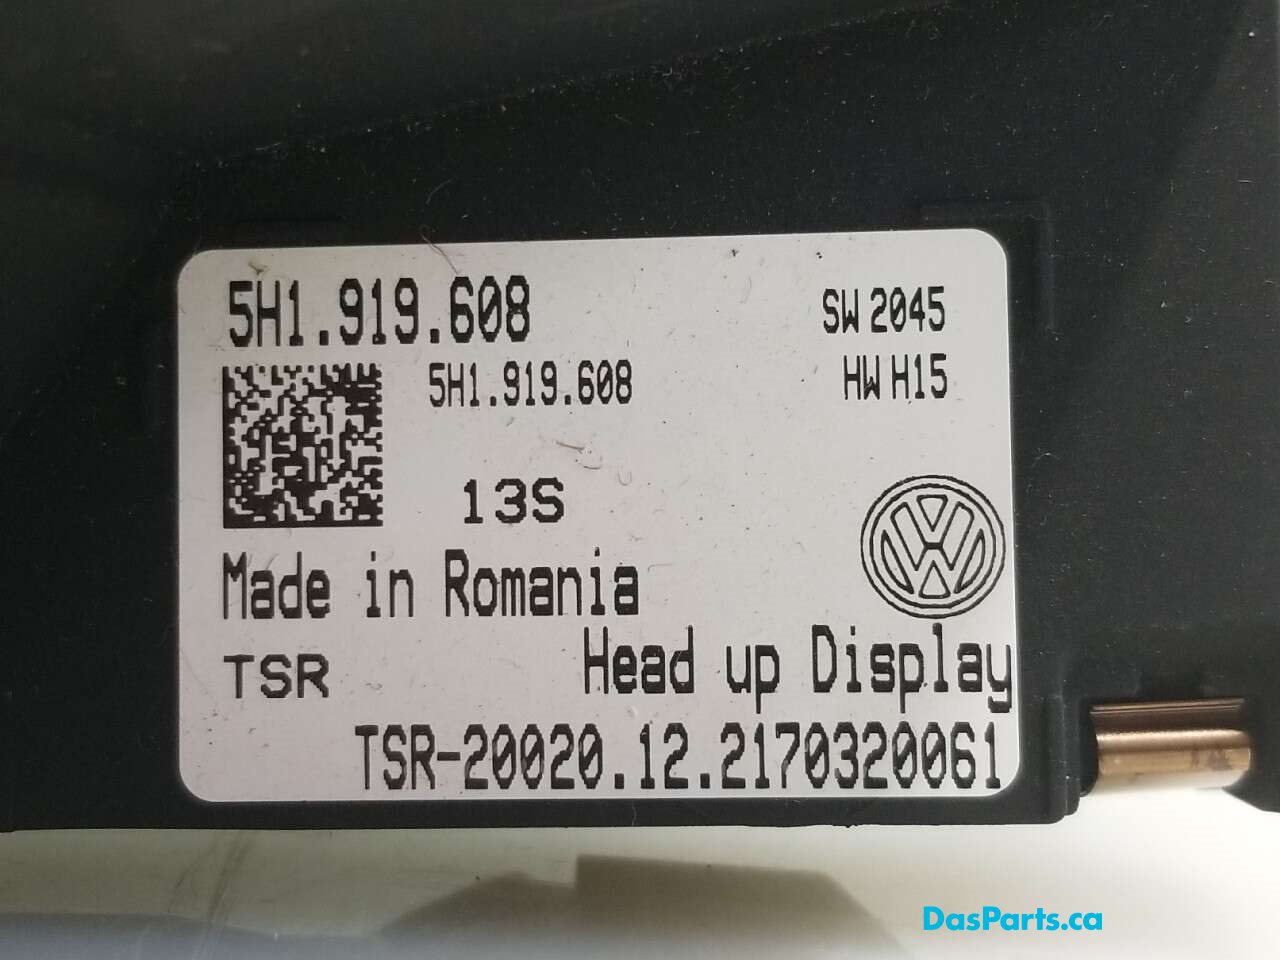 5H1.919.608
SW 2045
5H1.919.608
HW H15
13S
Made in Romania
TSR
Head up Display
TSR-20020.12.2170320061
DasParts.ca